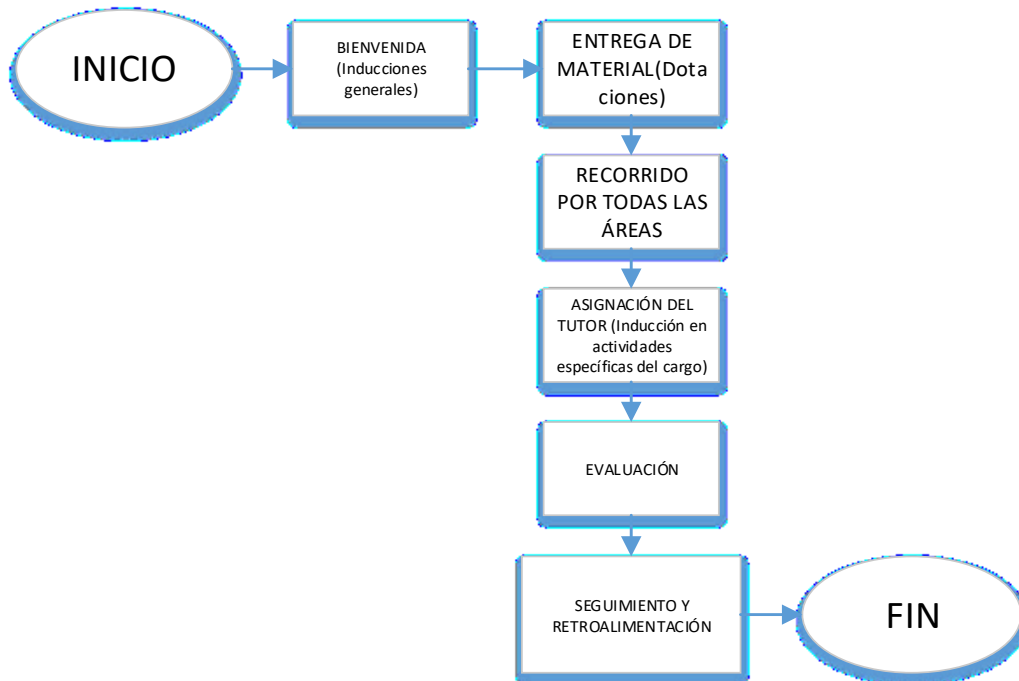 INICIO
BIENVENIDA
(Inducciones
generales)
ENTREGA DE
MATERIAL(Dota
ciones)
RECORRIDO
POR TODAS LAS
ÁREAS
ASIGNACIÓN DEL
TUTOR (Inducción en
actividades
específicas del cargo)
EVALUACIÓN
SEGUIMIENTO Y
RETROALIMENTACIÓN
FIN